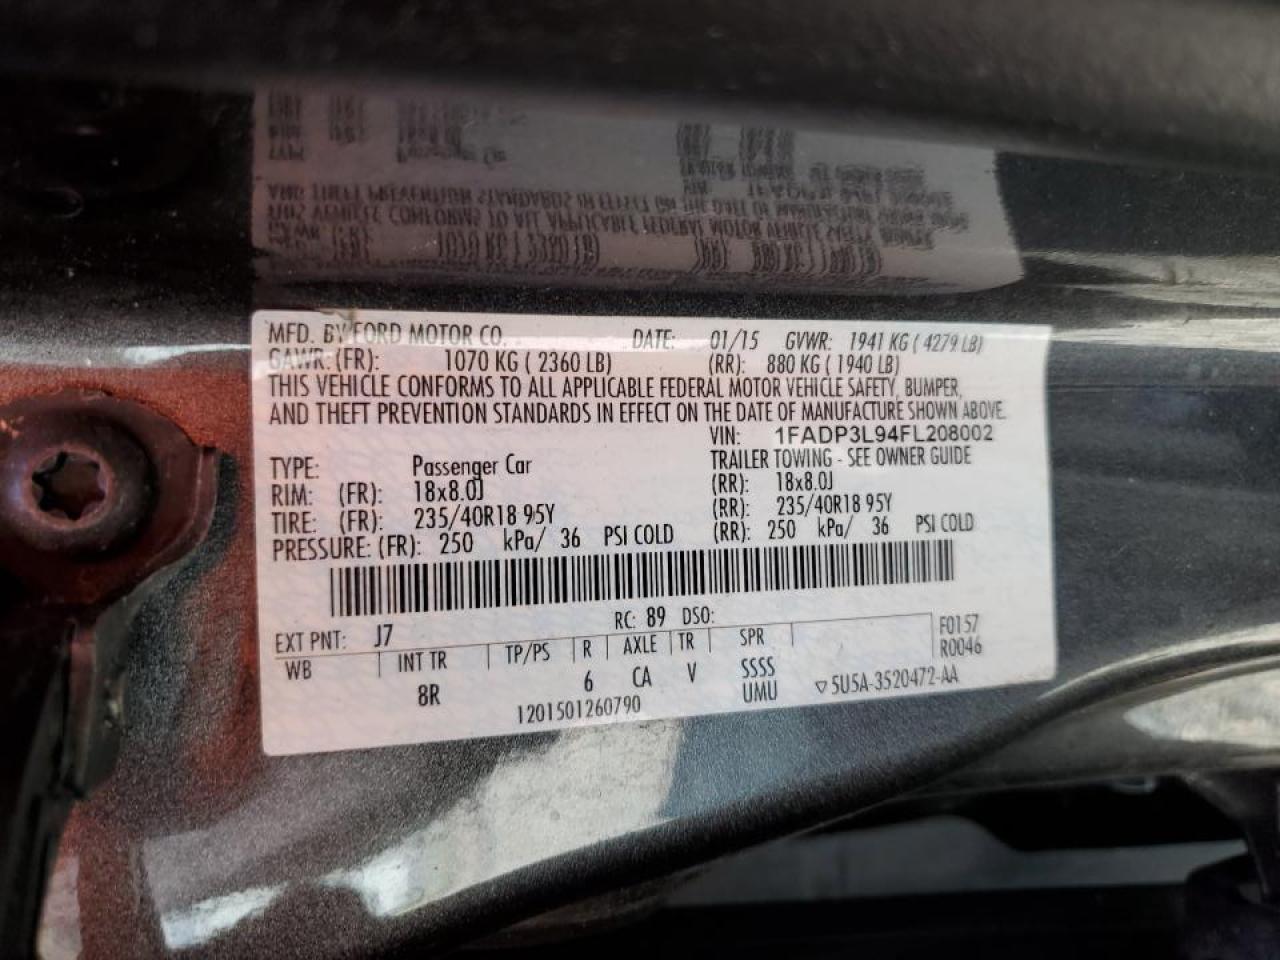 MFD. BY FORD MOTOR CO. DATE: 01/15 GVWR: 1941 KG ( 4279 LB)
GAWR: (FR): 1070 KG ( 2360 LB) (RR): 880 KG ( 1940 LB)
THIS VEHICLE CONFORMS TO ALL APPLICABLE FEDERAL MOTOR VEHICLE SAFETY, BUMPER,
AND THEFT PREVENTION STANDARDS IN EFFECT ON THE DATE OF MANUFACTURE SHOWN ABOVE.
VIN: 1FADP3L94FL208002
TYPE: Passenger Car TRAILER TOWING - SEE OWNER GUIDE
RIM: (FR): 18x8.0J (RR): 18x8.0J
TIRE: (FR): 235/40R18 95Y (RR): 235/40R18 95Y
PRESSURE: (FR): 250 kPa/ 36 PSI COLD (RR): 250 kPa/ 36 PSI COLD
RC: 89 DSO:
EXT PNT: J7 F0157
WB INT TR TP/PS R AXLE TR SPR R0046
8R 6 CA V SSSS
UMU ▽5U5A-3520472-AA
1201501260790